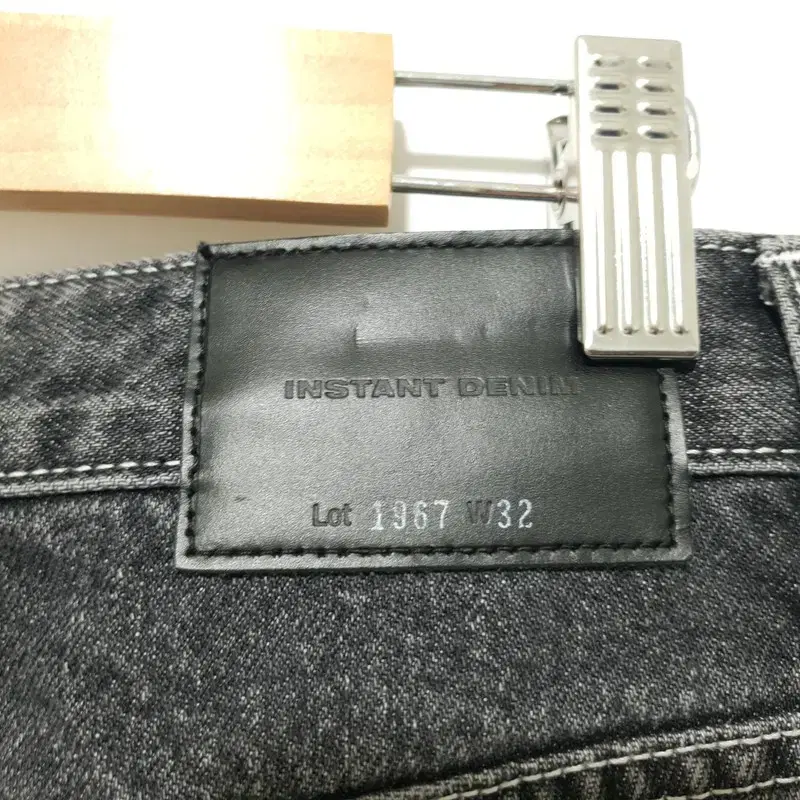 INSTANT DENIM
Lot 1967 W32